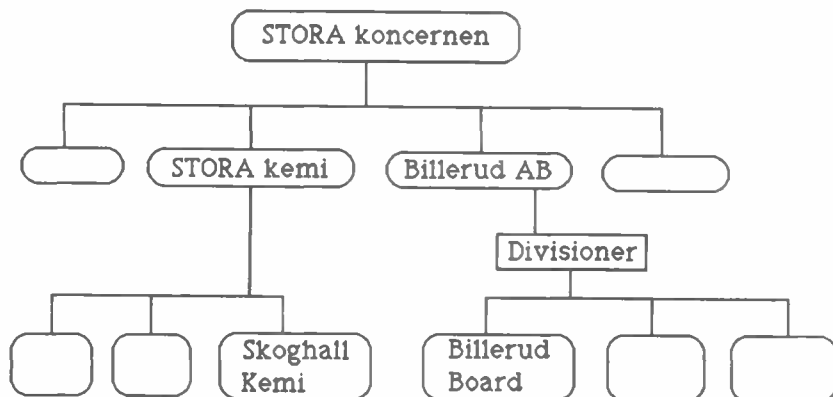 STORA koncernen
STORA kemi
Billerud AB
Divisioner
Skoghall
Kemi
Billerud
Board